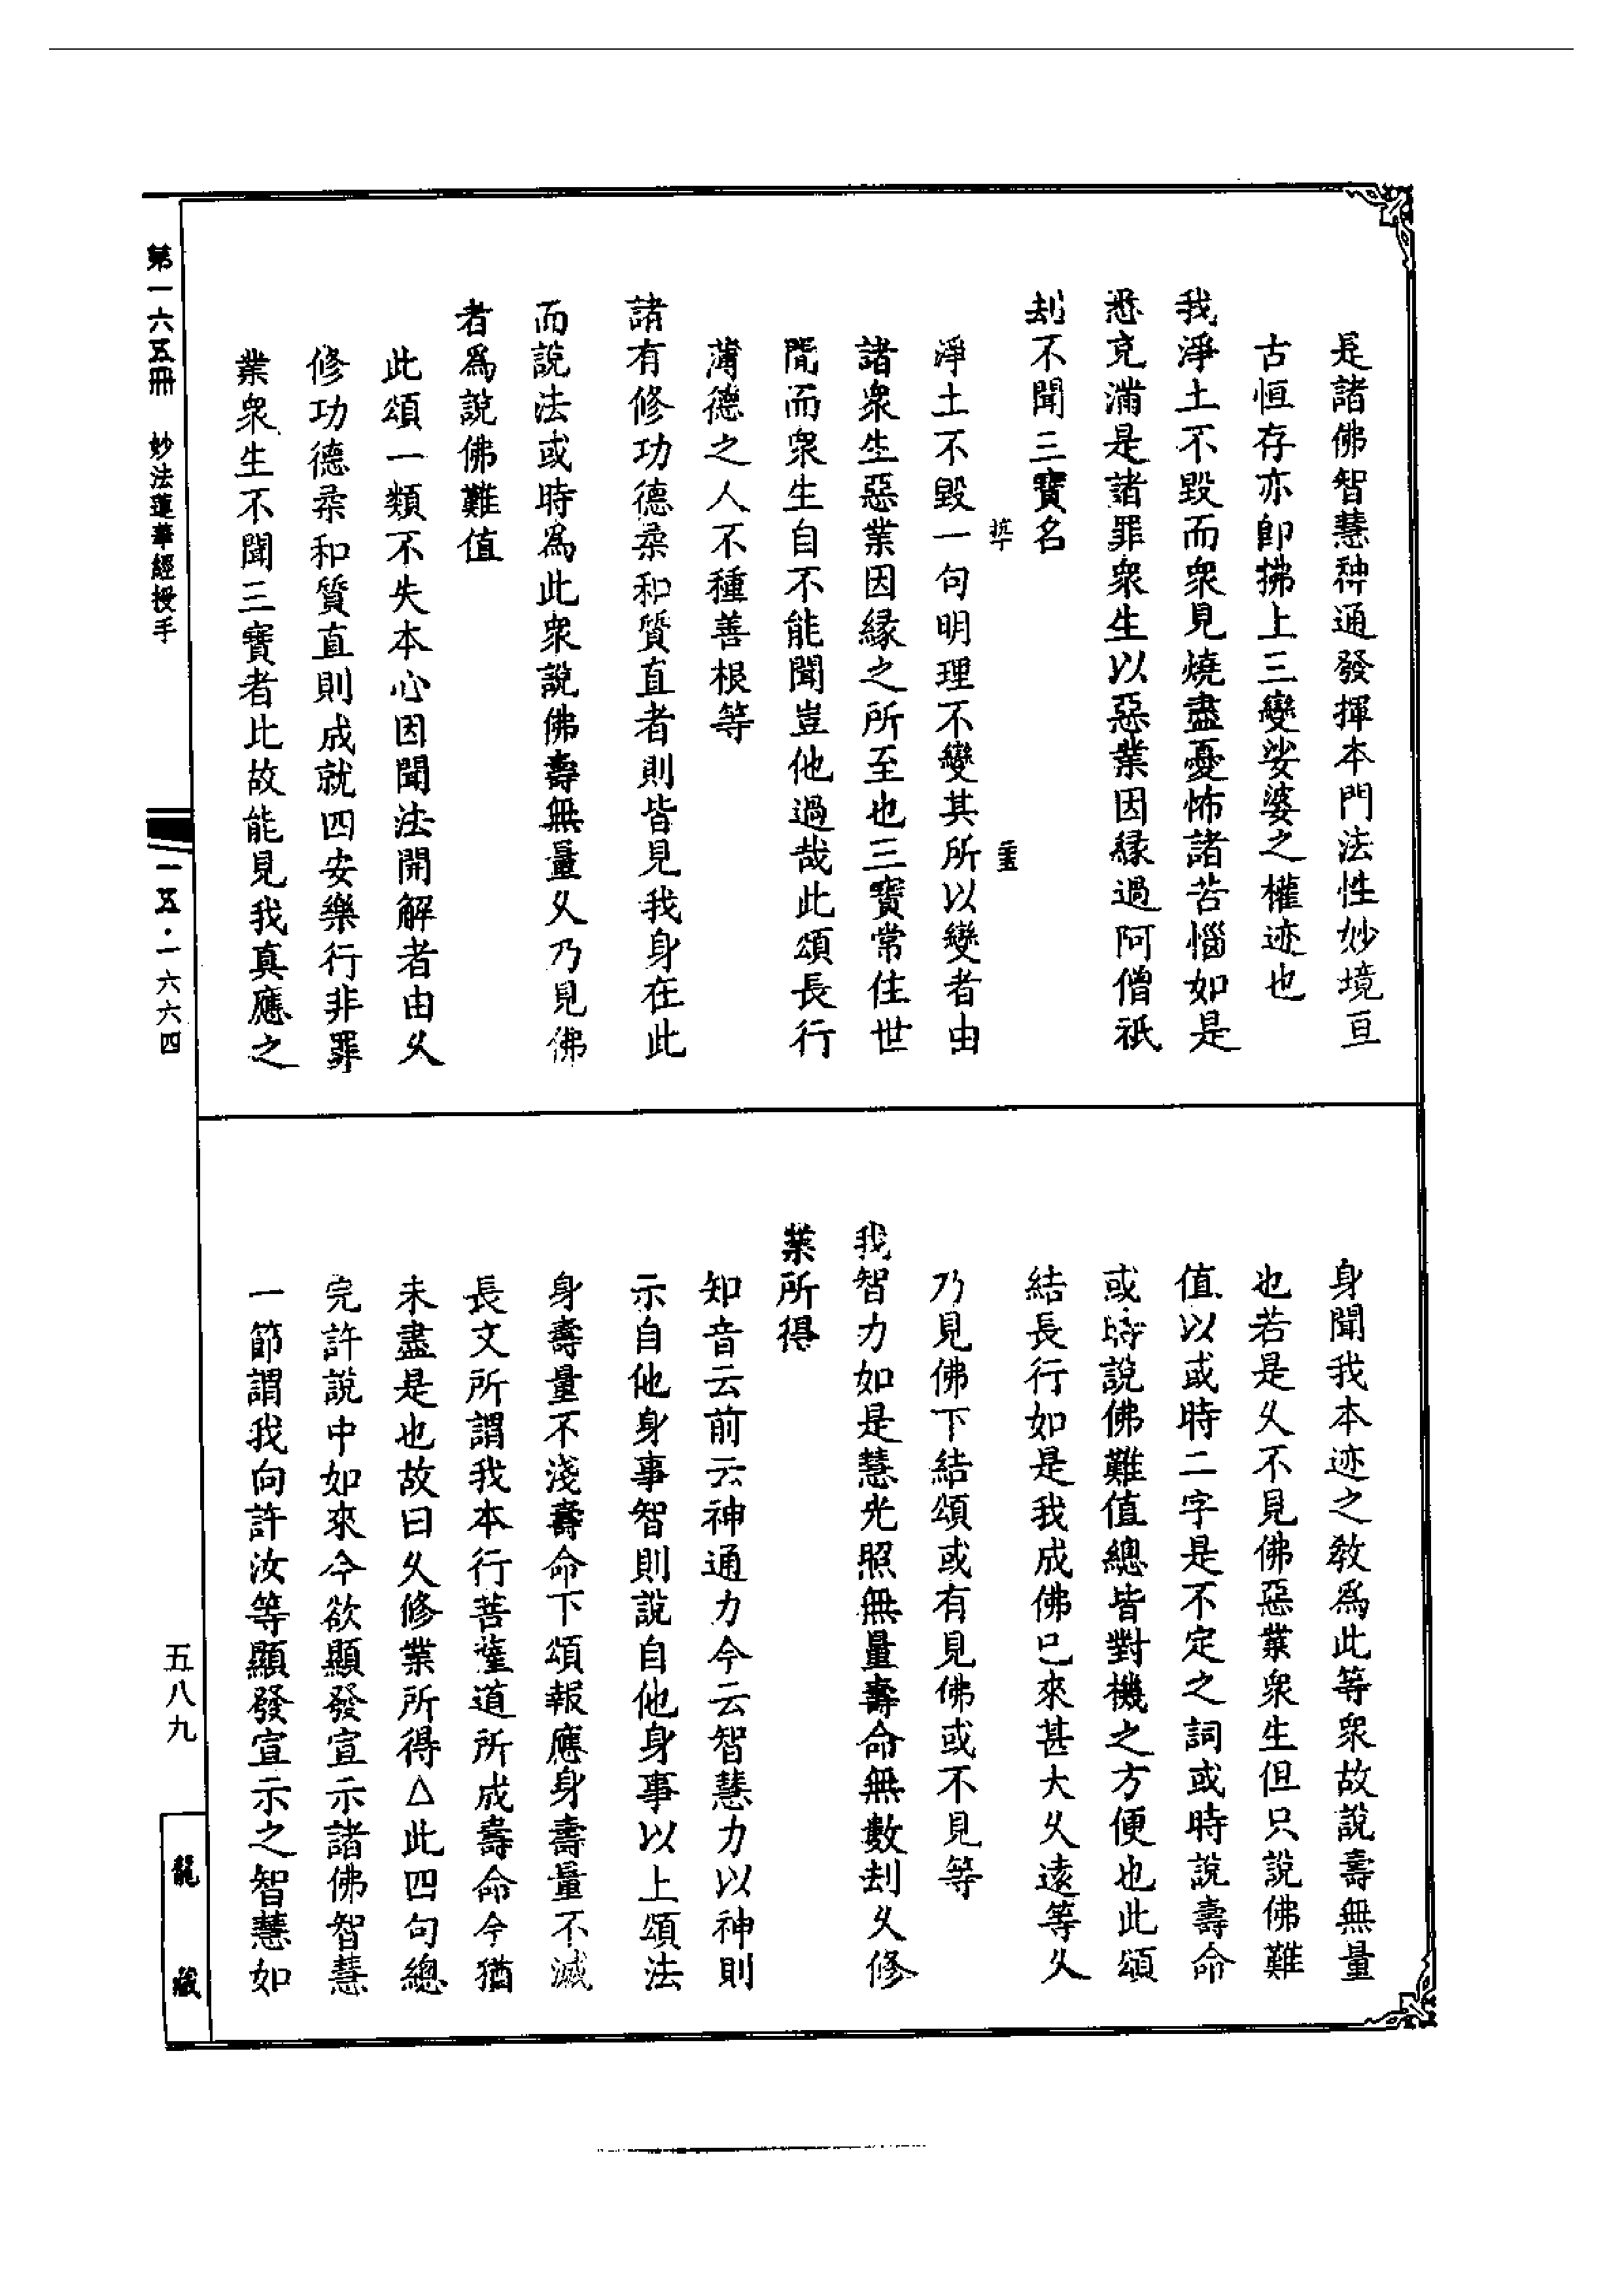 是諸佛智慧神通發揮本門法性妙境亘
古恒存亦卽拂上三變娑婆之權迹也
我淨土不毀而衆見燒盡憂怖諸苦惱如是
悉充滿是諸罪衆生以惡業因緣過阿僧祇
刦不聞三寶名
淨土不毀一句明理不變其所以變者由
諸衆生惡業因緣之所至也三寶常住世
間而衆生自不能聞豈他過哉此頌長行
薄德之人不種善根等
諸有修功德柔和質直者則皆見我身在此
而說法或時爲此衆說佛壽無量久乃見佛
者爲說佛難值
此頌一類不失本心因聞法開解者由久
修功德柔和質直則成就四安樂行非罪
業衆生不聞三寶者比故能見我真應之
第一六五冊 妙法蓮華經授手
一五·一六六四
身聞我本迹之教爲此等衆故說壽無量
也若是久不見佛惡業衆生但只說佛難
值以或時二字是不定之詞或時說壽命
或時說佛難值總皆對機之方便也此頌
結長行如是我成佛已來甚大久遠等久
乃見佛下結頌或有見佛或不見等
我智力如是慧光照無量壽命無數刦久修
業所得
知音云前云神通力今云智慧力以神則
示自他身事智則說自他身事以上頌法
身壽量不淺壽命下頌報應身壽量不滅
長文所謂我本行菩薩道所成壽命今猶
未盡是也故曰久修業所得△此四句總
完許說中如來今欲顯發宣示諸佛智慧
一節謂我向許汝等顯發宣示之智慧如
五八九
龍藏